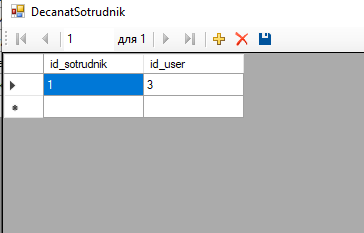 DecanatSotrudnik
1 для 1
id_sotrudnik id_user
1 3